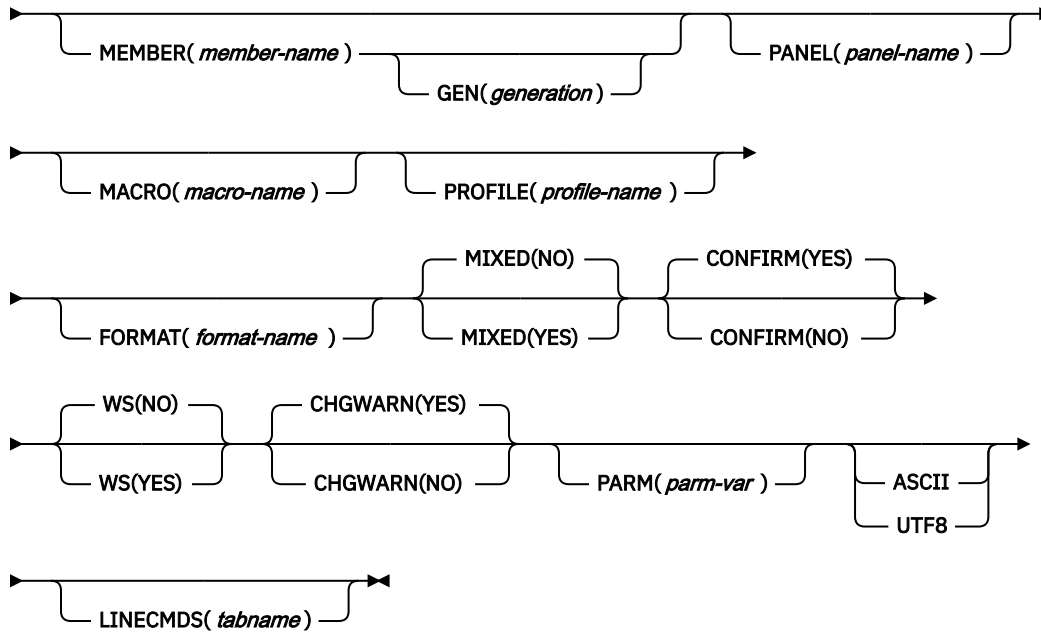 MEMBER( member-name )
GEN( generation )
PANEL( panel-name )
MACRO( macro-name )
PROFILE( profile-name )
FORMAT( format-name )
MIXED(NO)
MIXED(YES)
CONFIRM(YES)
CONFIRM(NO)
WS(NO)
WS(YES)
CHGWARN(YES)
CHGWARN(NO)
PARM( parm-var )
ASCII
UTF8
LINECMDS( tabname )